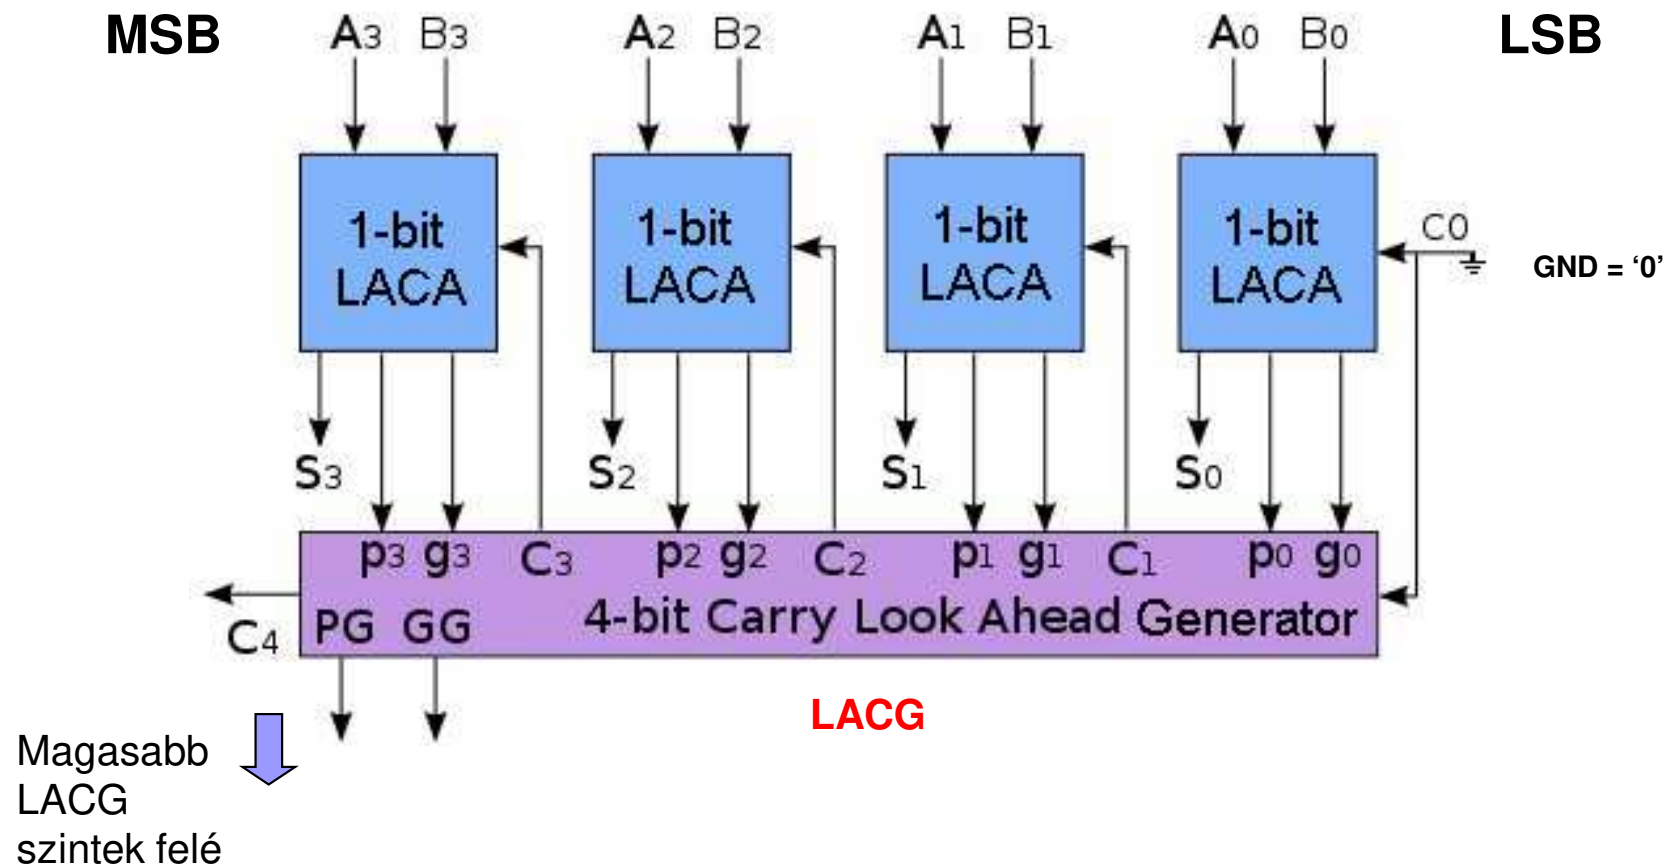 MSB A3 B3 A2 B2 A1 B1 A0 B0 LSB
1-bit LACA
1-bit LACA
1-bit LACA
1-bit LACA
C0
GND = ‘0’
S3 S2 S1 S0
p3 g3 C3 p2 g2 C2 p1 g1 C1 p0 g0
C4 PG GG 4-bit Carry Look Ahead Generator
LACG
Magasabb
LACG
szintek felé